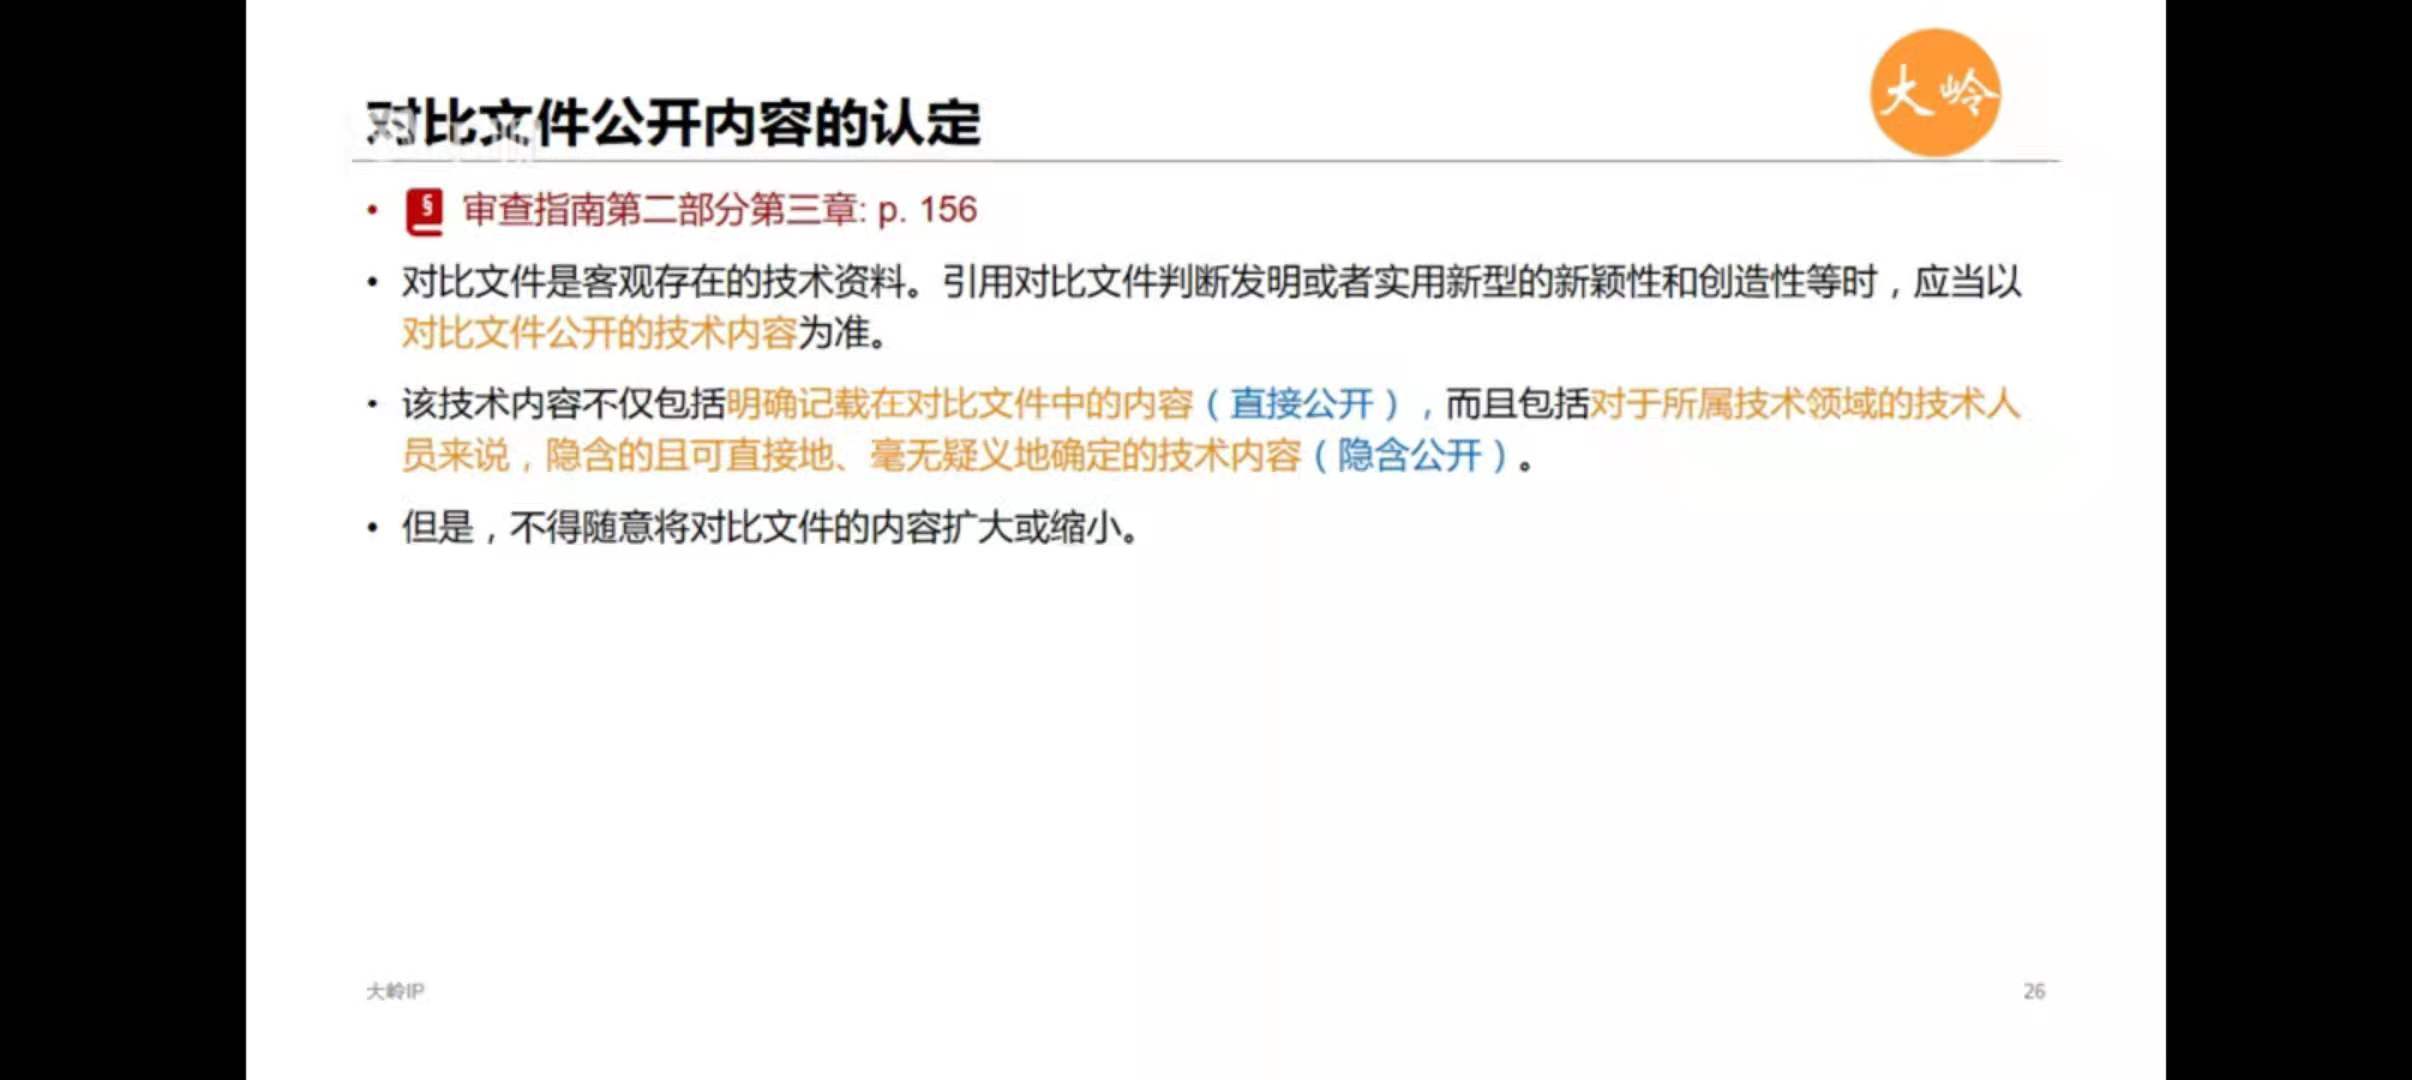 大岭
对比文件公开内容的认定
• § 审查指南第二部分第三章: p. 156
• 对比文件是客观存在的技术资料。引用对比文件判断发明或者实用新型的新颖性和创造性等时，应当以
对比文件公开的技术内容为准。
• 该技术内容不仅包括明确记载在对比文件中的内容（直接公开），而且包括对于所属技术领域的技术人
员来说，隐含的且可直接地、毫无疑义地确定的技术内容（隐含公开）。
• 但是，不得随意将对比文件的内容扩大或缩小。
大岭IP
26